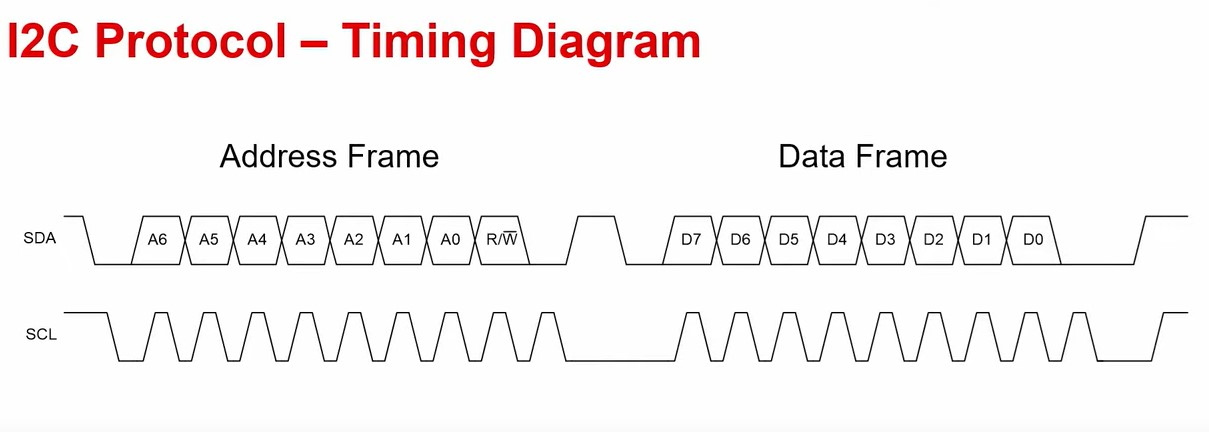 I2C Protocol – Timing Diagram
Address Frame
Data Frame
SDA
A6
A5
A4
A3
A2
A1
A0
R/W̅
D7
D6
D5
D4
D3
D2
D1
D0
SCL